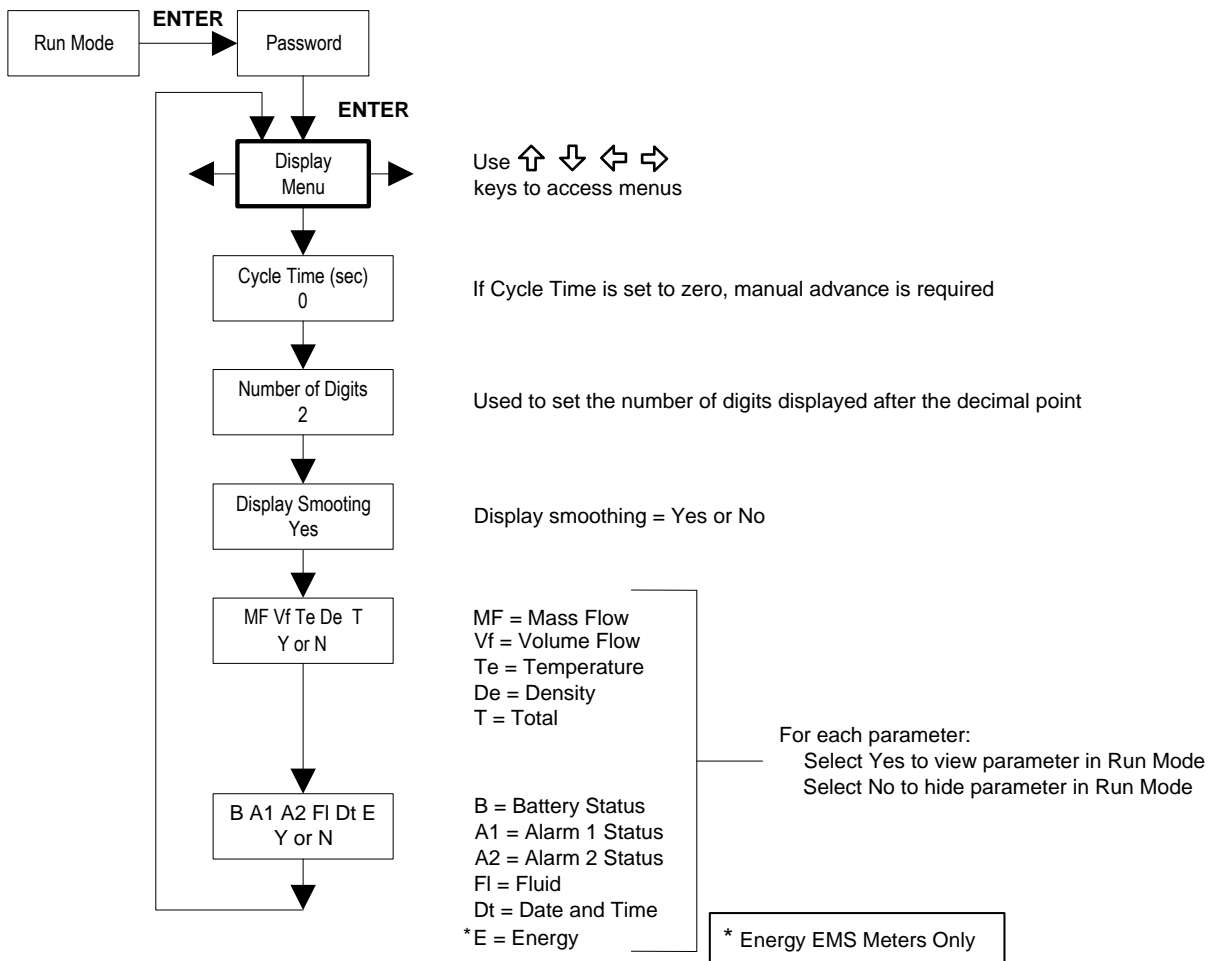 Run Mode
ENTER
Password
ENTER
Display
Menu
Use
keys to access menus
Cycle Time (sec)
0
If Cycle Time is set to zero, manual advance is required
Number of Digits
2
Used to set the number of digits displayed after the decimal point
Display Smooting
Yes
Display smoothing = Yes or No
MF Vf Te De T
Y or N
MF = Mass Flow
Vf = Volume Flow
Te = Temperature
De = Density
T = Total
For each parameter:
Select Yes to view parameter in Run Mode
Select No to hide parameter in Run Mode
B A1 A2 Fl Dt E
Y or N
B = Battery Status
A1 = Alarm 1 Status
A2 = Alarm 2 Status
Fl = Fluid
Dt = Date and Time
*E = Energy
* Energy EMS Meters Only